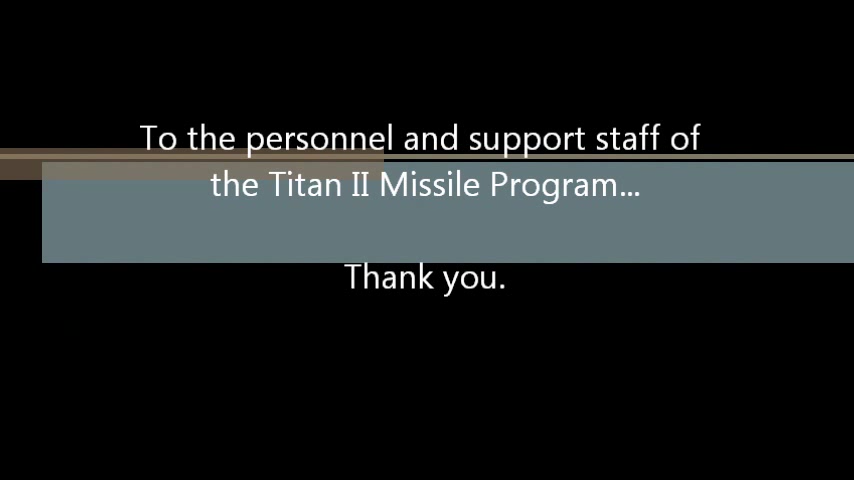 To the personnel and support staff of
the Titan II Missile Program...
Thank you.